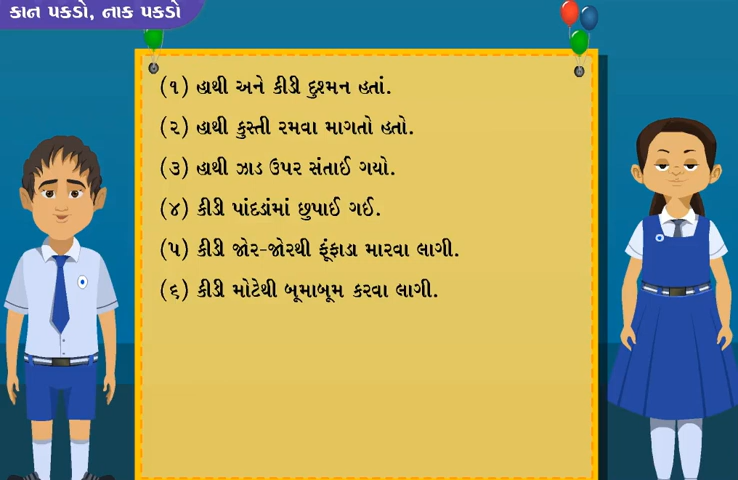 કાન પકડો, નાક પકડો
(૧) હાથી અને કીડી દુશ્મન હતાં.
(૨) હાથી કુસ્તી રમવા માગતો હતો.
(૩) હાથી ઝાડ ઉપર સંતાઈ ગયો.
(૪) કીડી પાંદડાંમાં છુપાઈ ગઈ.
(૫) કીડી જોર-જોરથી ફૂંફાડા મારવા લાગી.
(૬) કીડી મોટેથી બૂમાબૂમ કરવા લાગી.